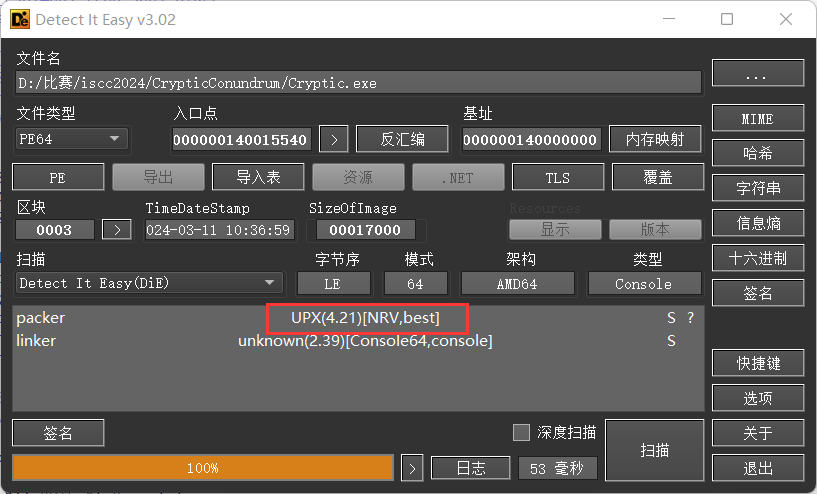 Detect It Easy v3.02
文件名
D:/比赛/iscc2024/CrypticConundrum/Cryptic.exe
...
文件类型 入口点 基址
PE64 000000140015540 > 反汇编 000000140000000 内存映射
MIME
PE 导出 导入表 资源 .NET TLS 覆盖
哈希
区块 TimeDateStamp SizeOfImage Resources
字符串
0003 > 024-03-11 10:36:59 00017000 显示 版本
信息熵
扫描 字节序 模式 架构 类型
十六进制
Detect It Easy(DiE) LE 64 AMD64 Console
签名
packer UPX(4.21)[NRV,best] S ?
linker unknown(2.39)[Console64,console] S
快捷键
选项
签名 深度扫描 扫描 关于
100% > 日志 53 毫秒 退出